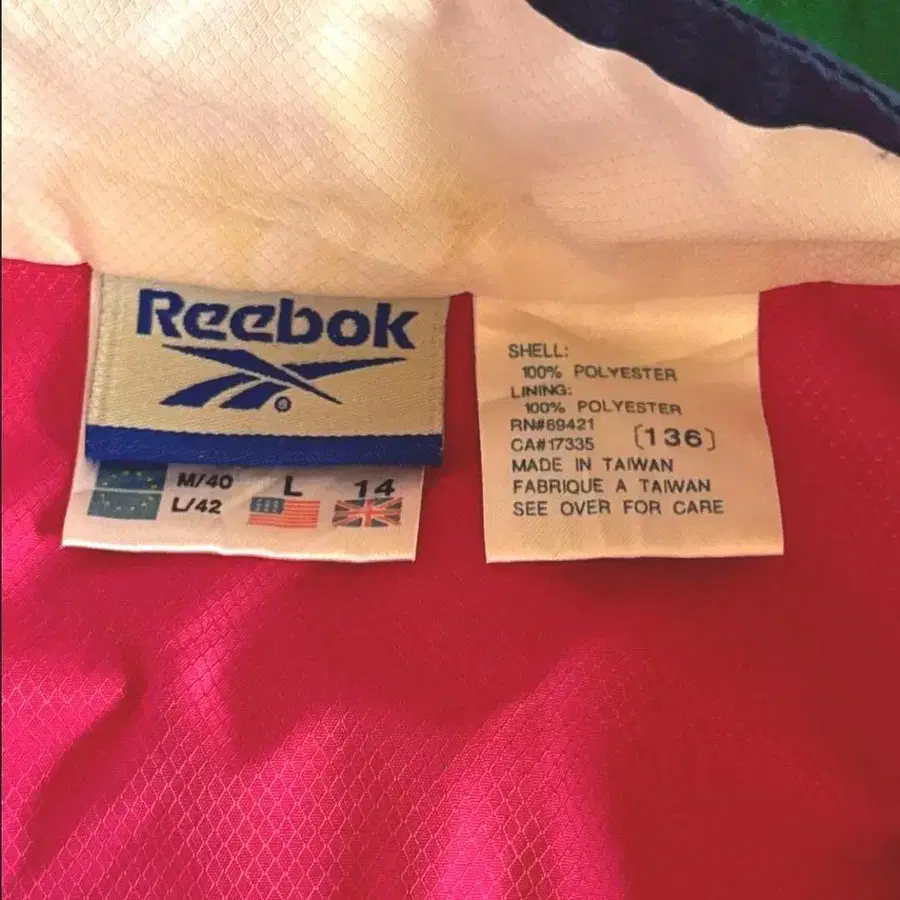 Reebok
®
M/40
L/42
L
14
SHELL:
100% POLYESTER
LINING:
100% POLYESTER
RN#69421
CA#17335
(136)
MADE IN TAIWAN
FABRIQUE A TAIWAN
SEE OVER FOR CARE